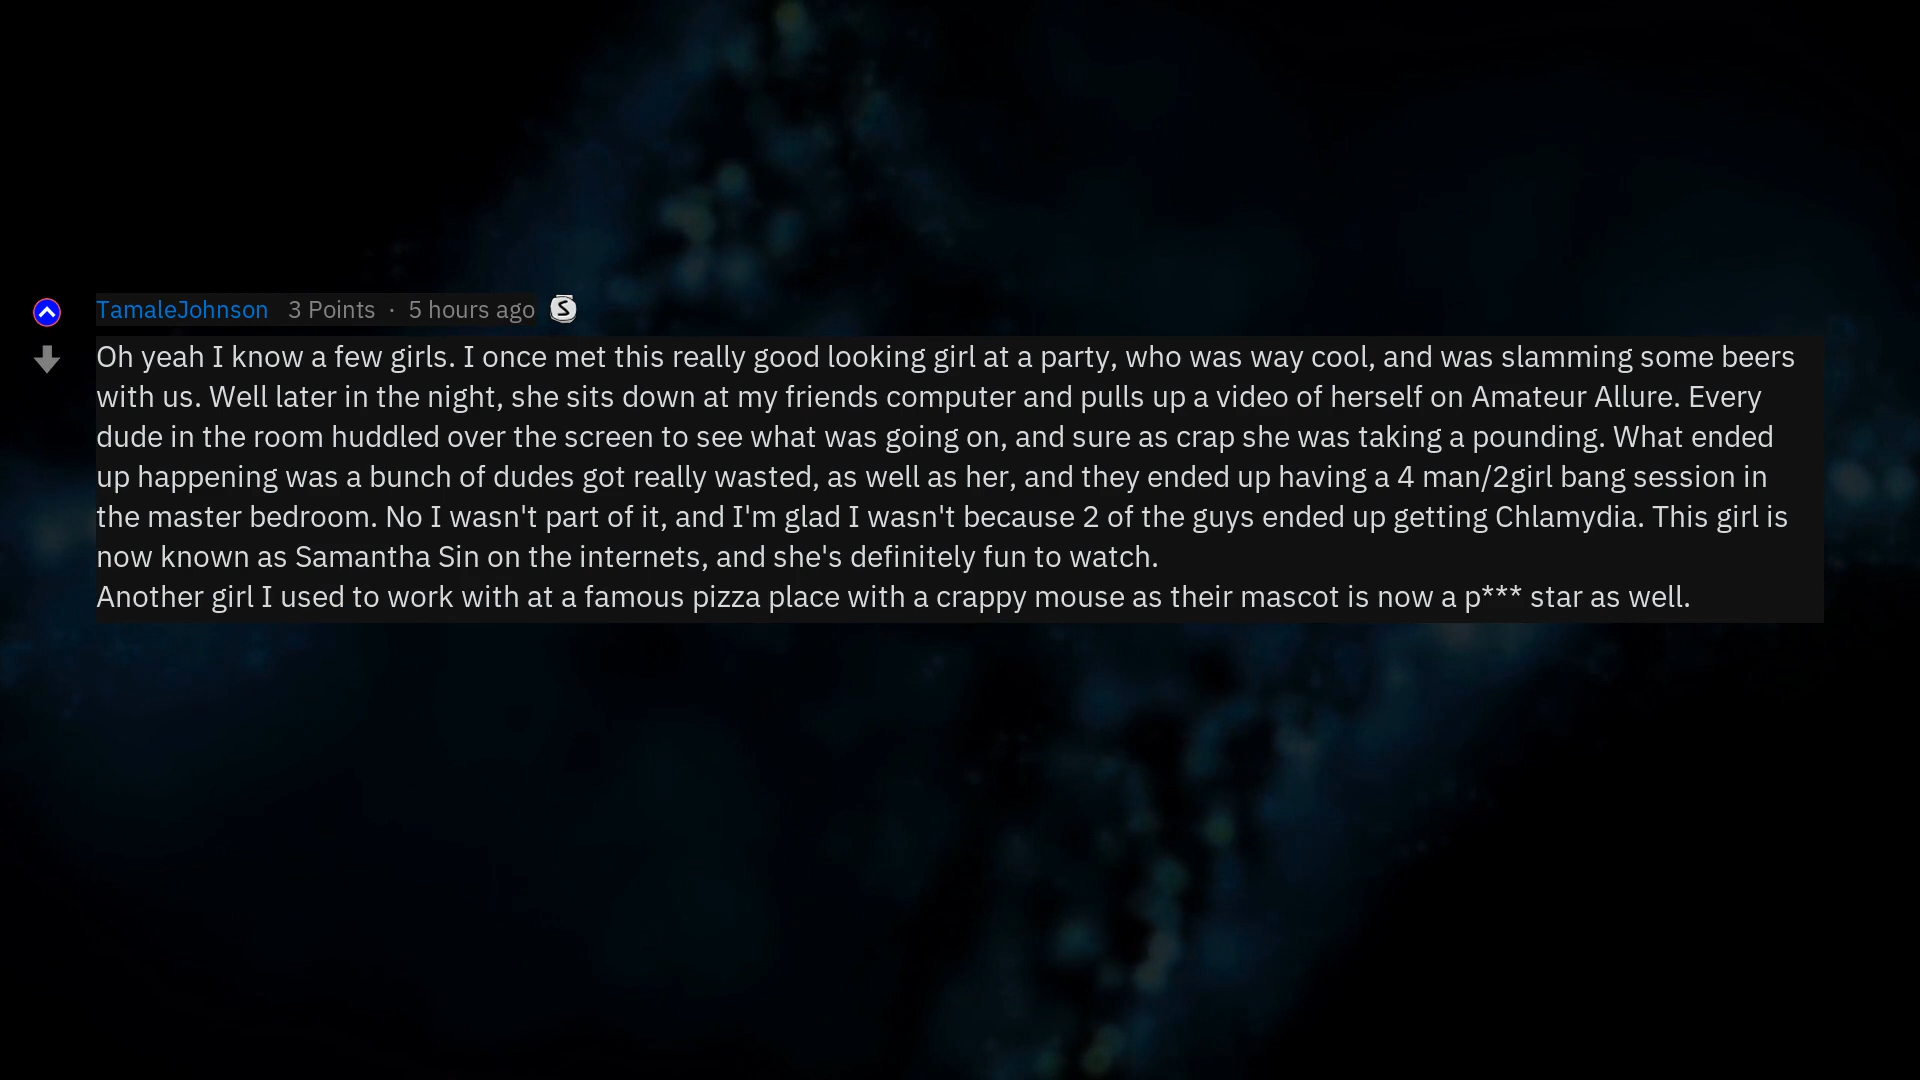 TamaleJohnson 3 Points · 5 hours ago S
Oh yeah I know a few girls. I once met this really good looking girl at a party, who was way cool, and was slamming some beers
with us. Well later in the night, she sits down at my friends computer and pulls up a video of herself on Amateur Allure. Every
dude in the room huddled over the screen to see what was going on, and sure as crap she was taking a pounding. What ended
up happening was a bunch of dudes got really wasted, as well as her, and they ended up having a 4 man/2girl bang session in
the master bedroom. No I wasn't part of it, and I'm glad I wasn't because 2 of the guys ended up getting Chlamydia. This girl is
now known as Samantha Sin on the internets, and she's definitely fun to watch.
Another girl I used to work with at a famous pizza place with a crappy mouse as their mascot is now a p*** star as well.